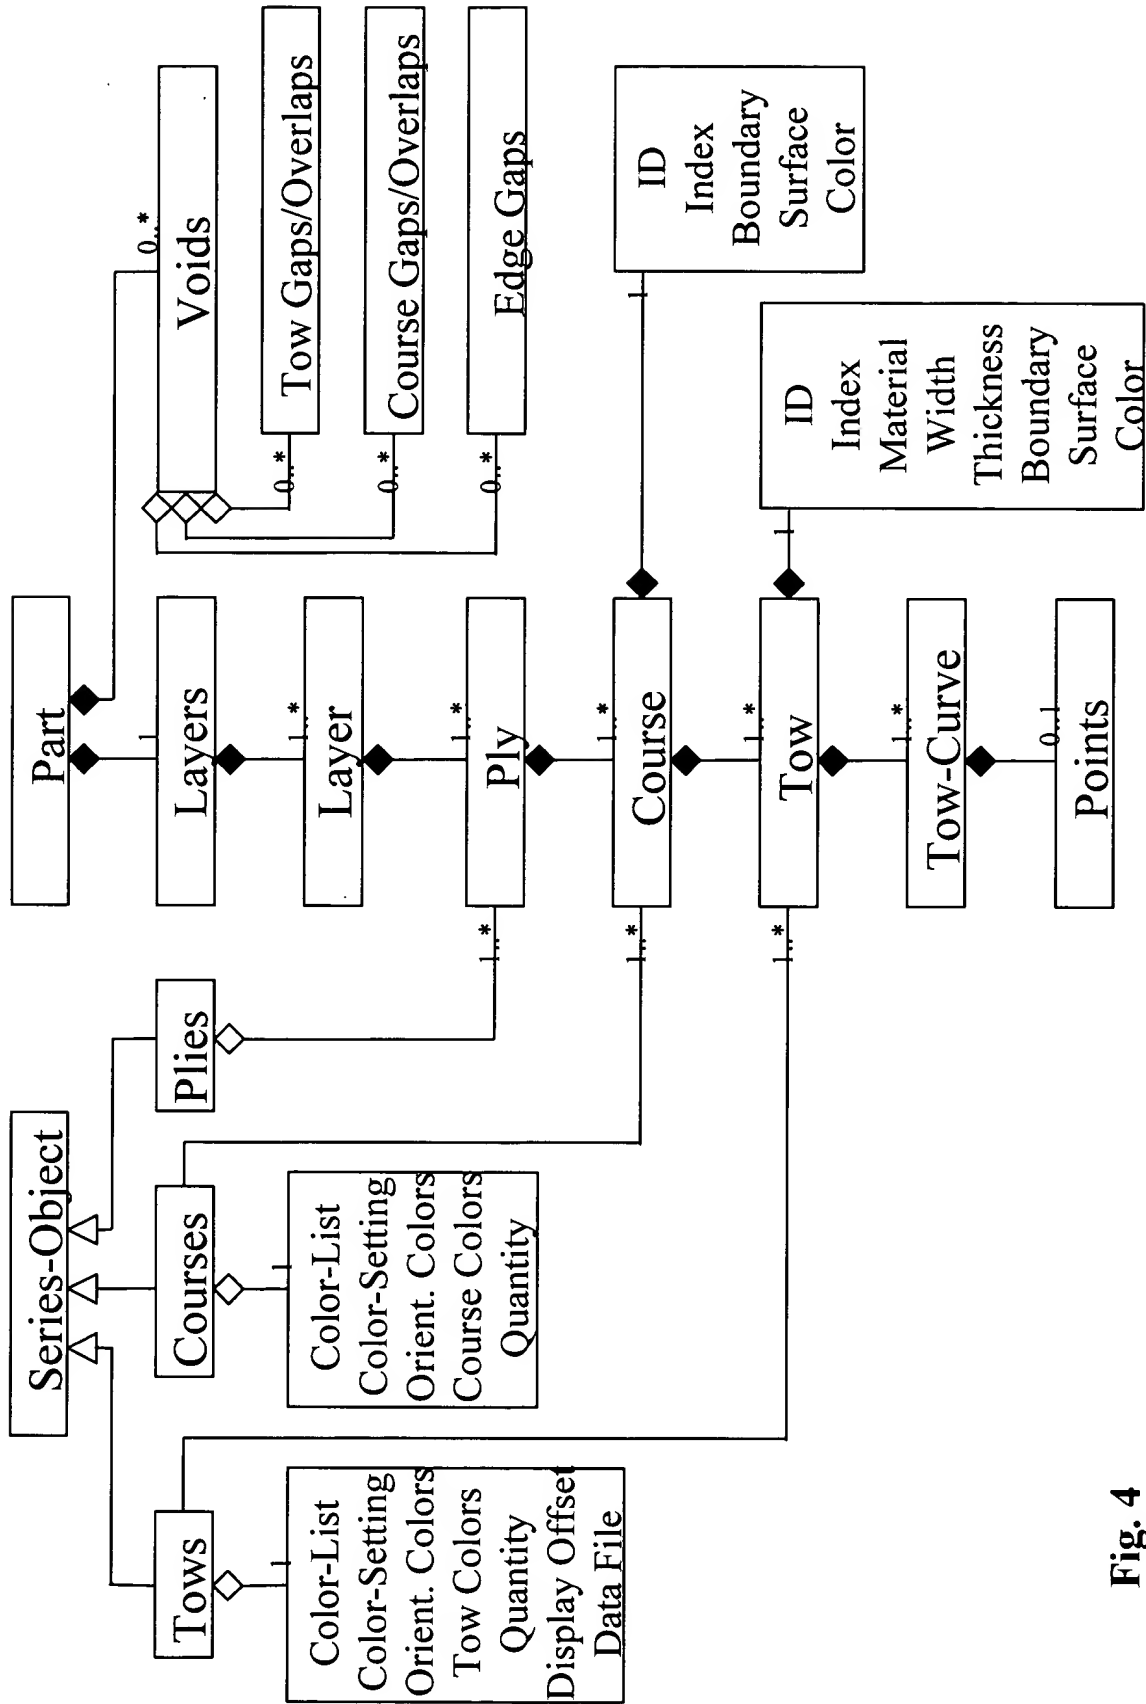 Series-Object
Tows
Courses
Plies
1
Color-List
Color-Setting
Orient. Colors
Tow Colors
Quantity
Display Offset
Data File
1
Color-List
Color-Setting
Orient. Colors
Course Colors
Quantity
Part
1
Layers
1..*
Layer
1..*
1..*
Ply
1..*
1..*
Course
1..*
1..*
Tow
1..*
Tow-Curve
0..1
Points
0..*
Voids
0..*
Tow Gaps/Overlaps
0..*
Course Gaps/Overlaps
0..*
Edge Gaps
1
ID
Index
Boundary
Surface
Color
1
ID
Index
Material
Width
Thickness
Boundary
Surface
Color
Fig. 4